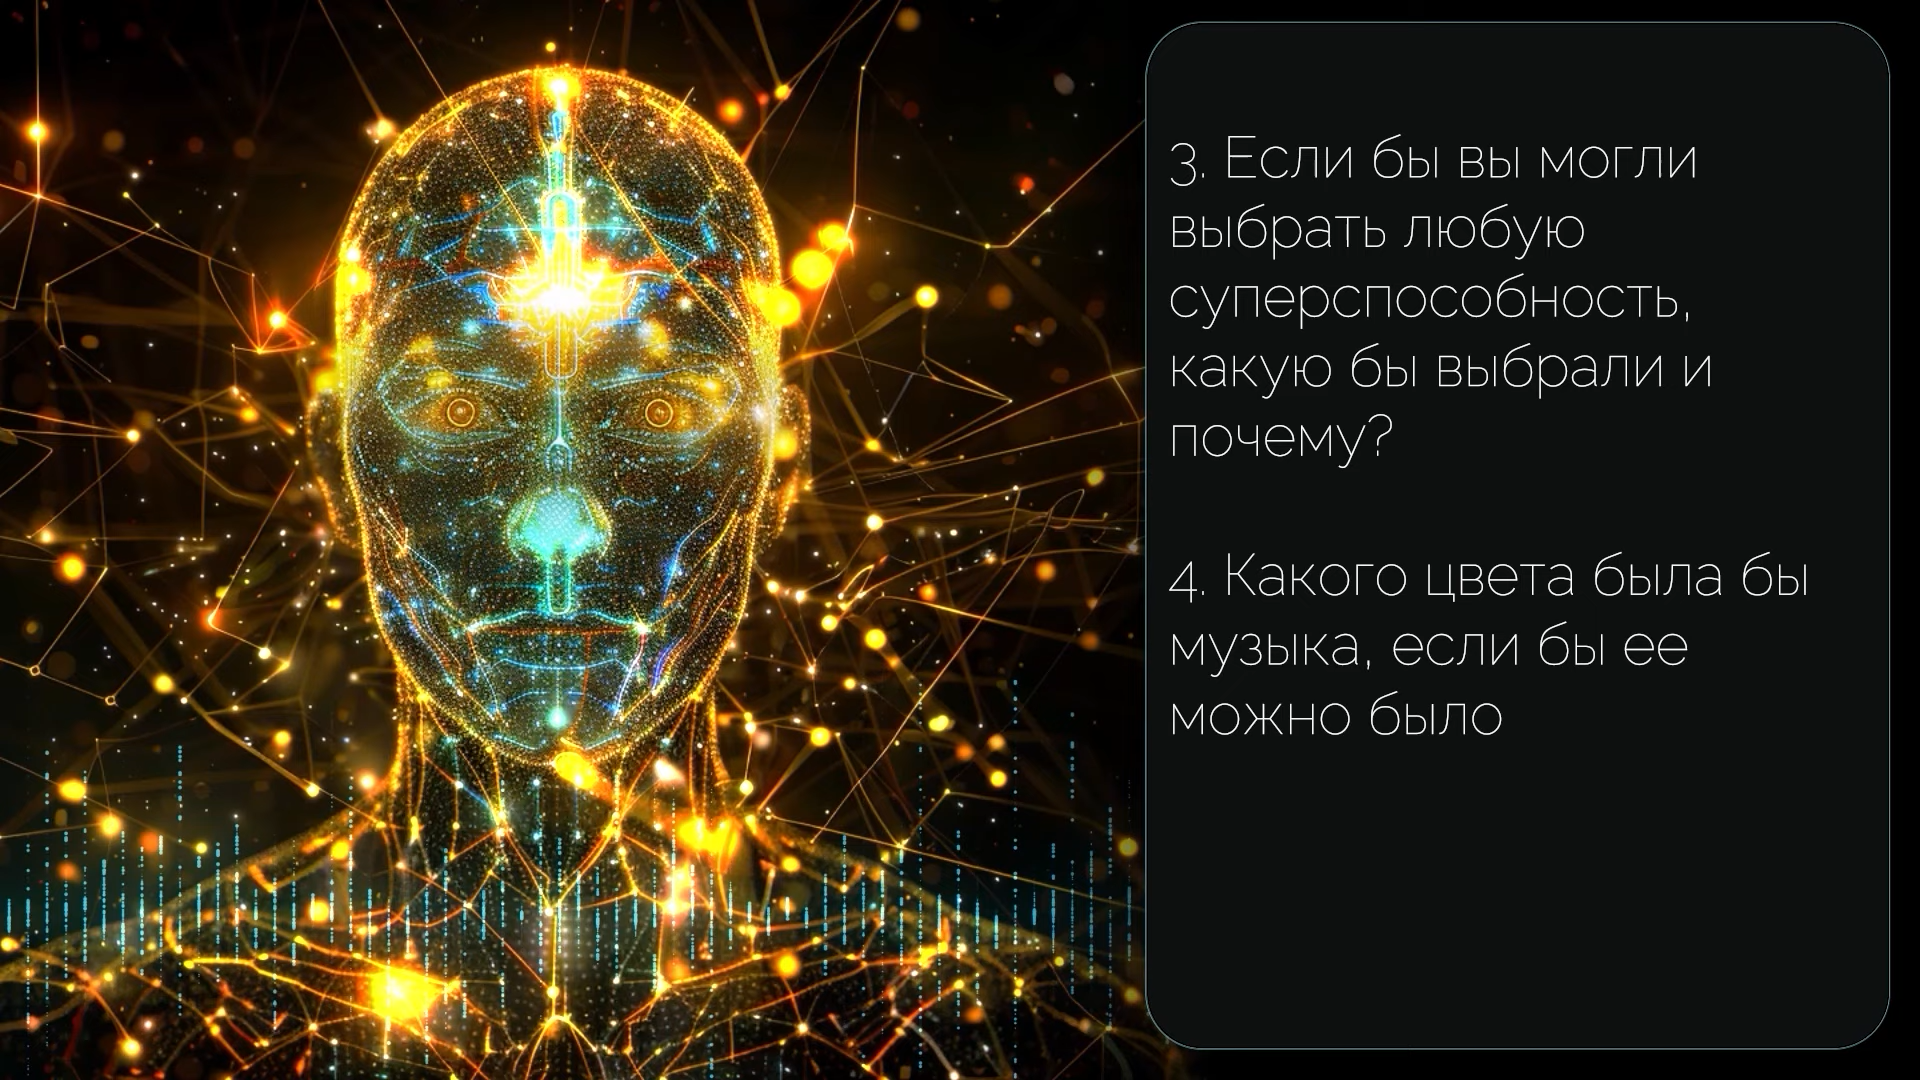 3. Если бы вы могли
выбрать любую
суперспособность,
какую бы выбрали и
почему?
4. Какого цвета была бы
музыка, если бы ее
можно было